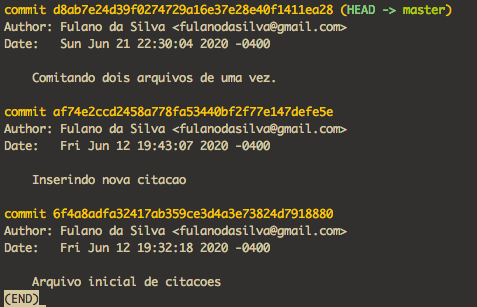 commit d8ab7e24d39f0274729a16e37e28e40f1411ea28 (HEAD -> master)
Author: Fulano da Silva <fulanodasilva@gmail.com>
Date:   Sun Jun 21 22:30:04 2020 -0400
    Comitando dois arquivos de uma vez.
commit af74e2ccd2458a778fa53440bf2f77e147defe5e
Author: Fulano da Silva <fulanodasilva@gmail.com>
Date:   Fri Jun 12 19:43:07 2020 -0400
    Inserindo nova citacao
commit 6f4a8adfa32417ab359ce3d4a3e73824d7918880
Author: Fulano da Silva <fulanodasilva@gmail.com>
Date:   Fri Jun 12 19:32:18 2020 -0400
    Arquivo inicial de citacoes
(END)